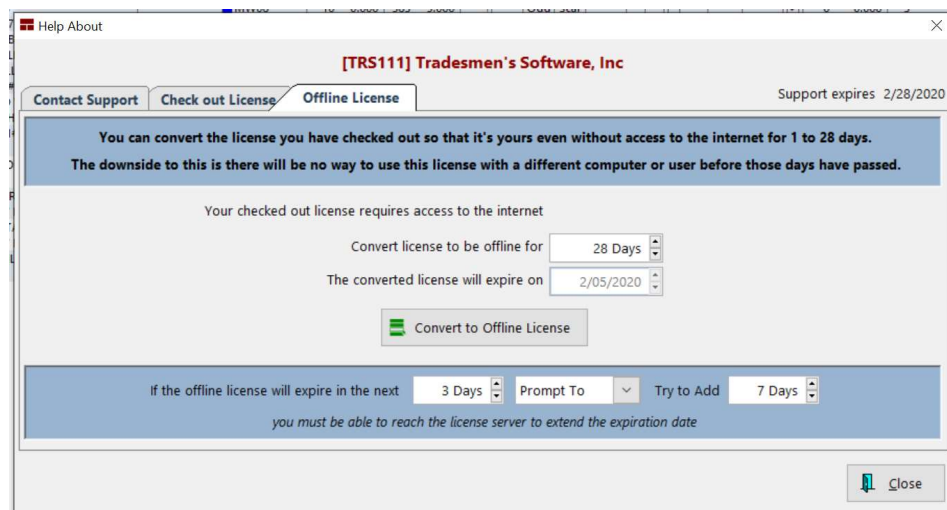 Help About
[TRS111] Tradesmen's Software, Inc
Contact Support Check out License Offline License Support expires 2/28/2020
You can convert the license you have checked out so that it's yours even without access to the internet for 1 to 28 days.
The downside to this is there will be no way to use this license with a different computer or user before those days have passed.
Your checked out license requires access to the internet
Convert license to be offline for 28 Days
The converted license will expire on 2/05/2020
Convert to Offline License
If the offline license will expire in the next 3 Days Prompt To Try to Add 7 Days
you must be able to reach the license server to extend the expiration date
Close